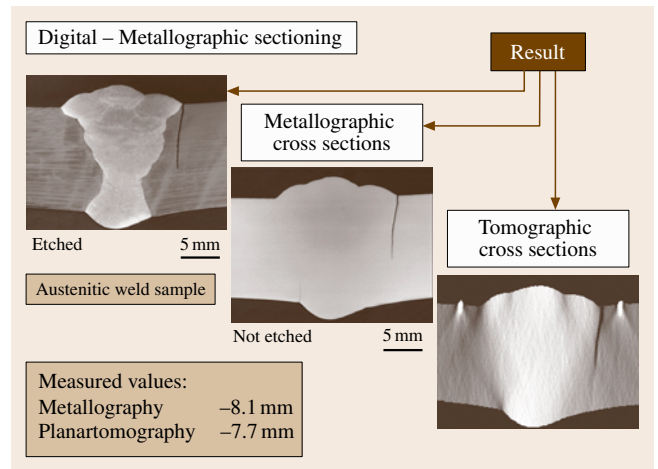 Digital – Metallographic sectioning
Result
Metallographic
cross sections
Etched
5 mm
Tomographic
cross sections
Austenitic weld sample
Not etched
5 mm
Measured values:
Metallography –8.1 mm
Planartomography –7.7 mm